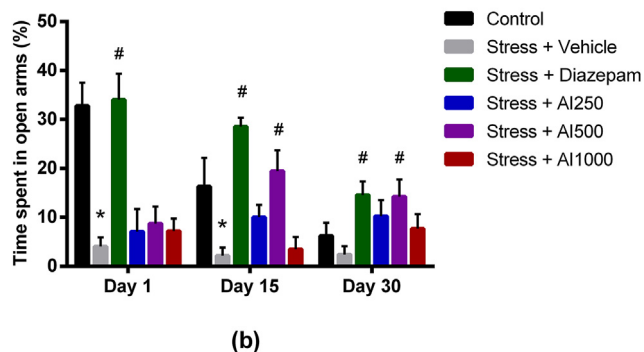 Time spent in open arms (%)
50
40
30
20
10
0
#
*
#
*
#
#
#
Day 1
Day 15
Day 30
Control
Stress + Vehicle
Stress + Diazepam
Stress + AI250
Stress + AI500
Stress + AI1000
(b)